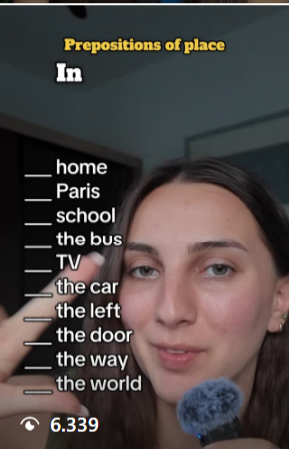 Prepositions of place
In
___ home
___ Paris
___ school
___ the bus
___ TV
___ the car
___ the left
___ the door
___ the way
___ the world
6.339